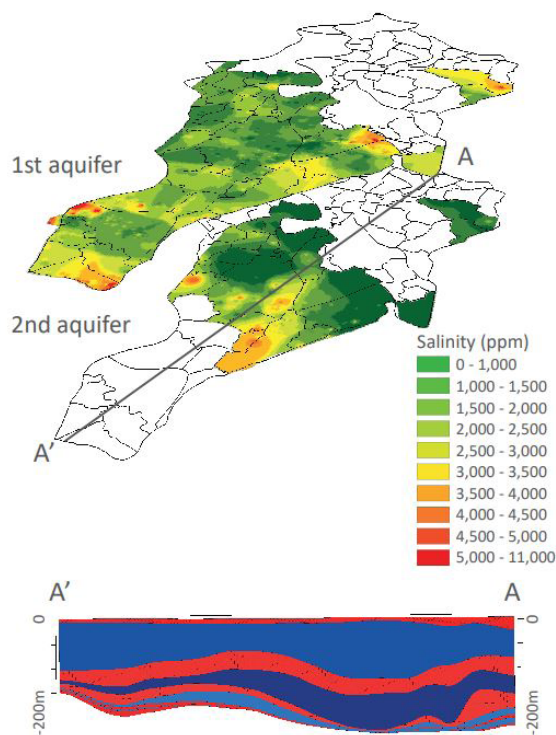 1st aquifer
A
2nd aquifer
A'
Salinity (ppm)
0 - 1,000
1,000 - 1,500
1,500 - 2,000
2,000 - 2,500
2,500 - 3,000
3,000 - 3,500
3,500 - 4,000
4,000 - 4,500
4,500 - 5,000
5,000 - 11,000
A' A
0 0
-200m -200m